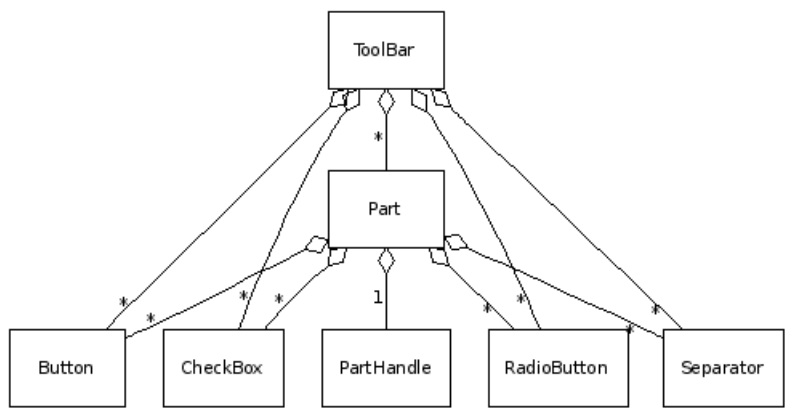 ToolBar
*
Part
1
* * * * * *
* *
Button CheckBox PartHandle RadioButton Separator